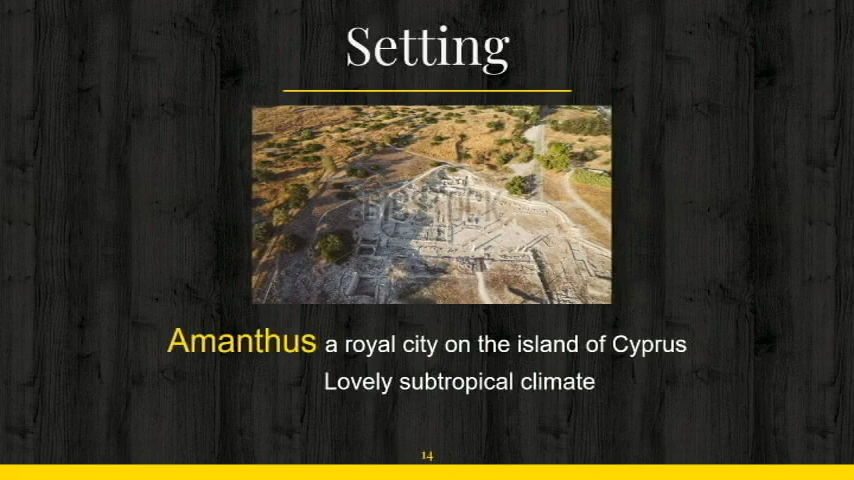 Setting
Amanthus a royal city on the island of Cyprus
Lovely subtropical climate
14